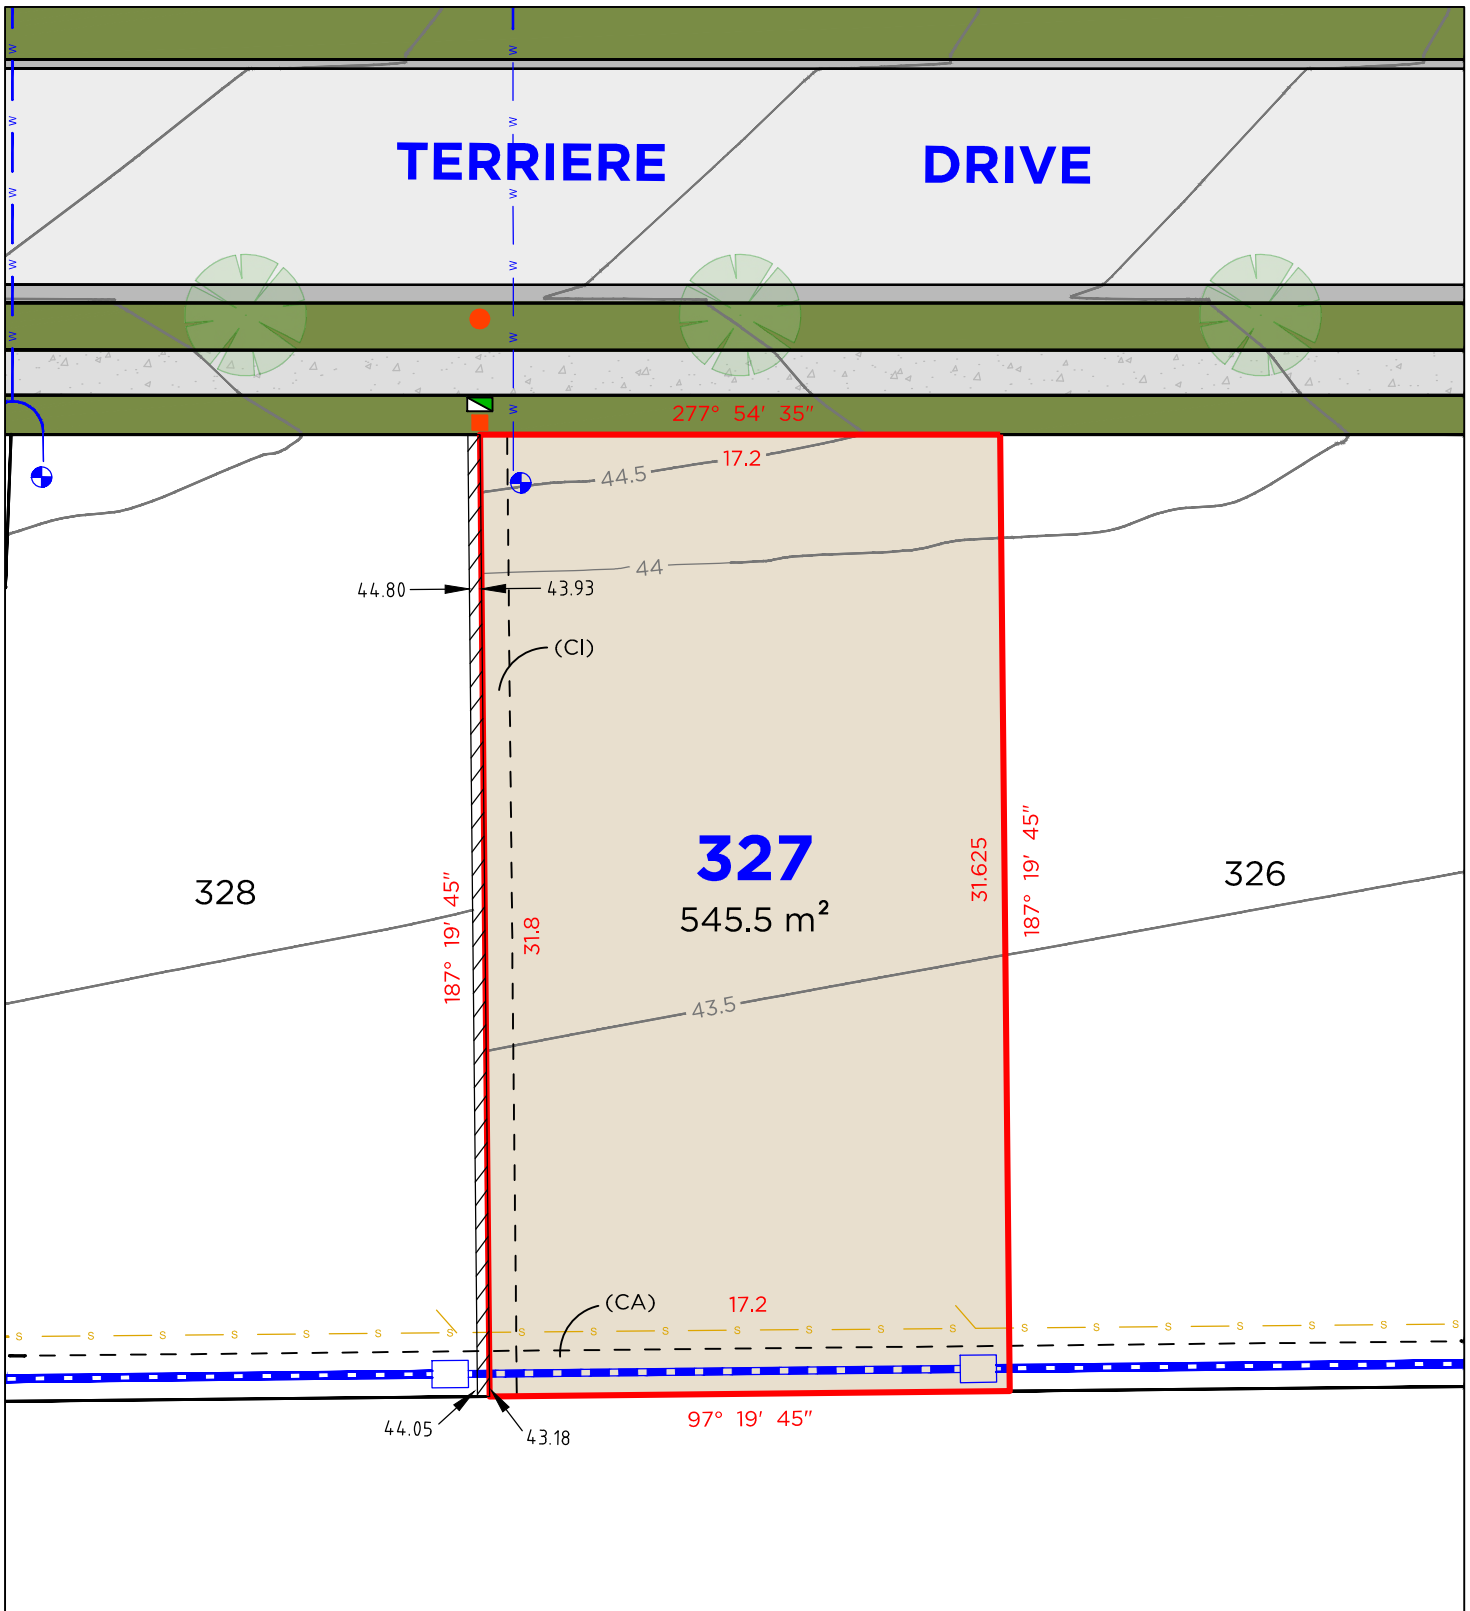 W
W
W
W
TERRIERE DRIVE
W
W
W
W
W
W
W
277° 54' 35"
17.2
44.5
44
44.80
43.93
(CI)
327
545.5 m²
328
326
187° 19' 45"
31.8
31.625
187° 19' 45"
43.5
(CA)
17.2
S S S S S S S S S S S S S S S S S S S S S
44.05
43.18
97° 19' 45"